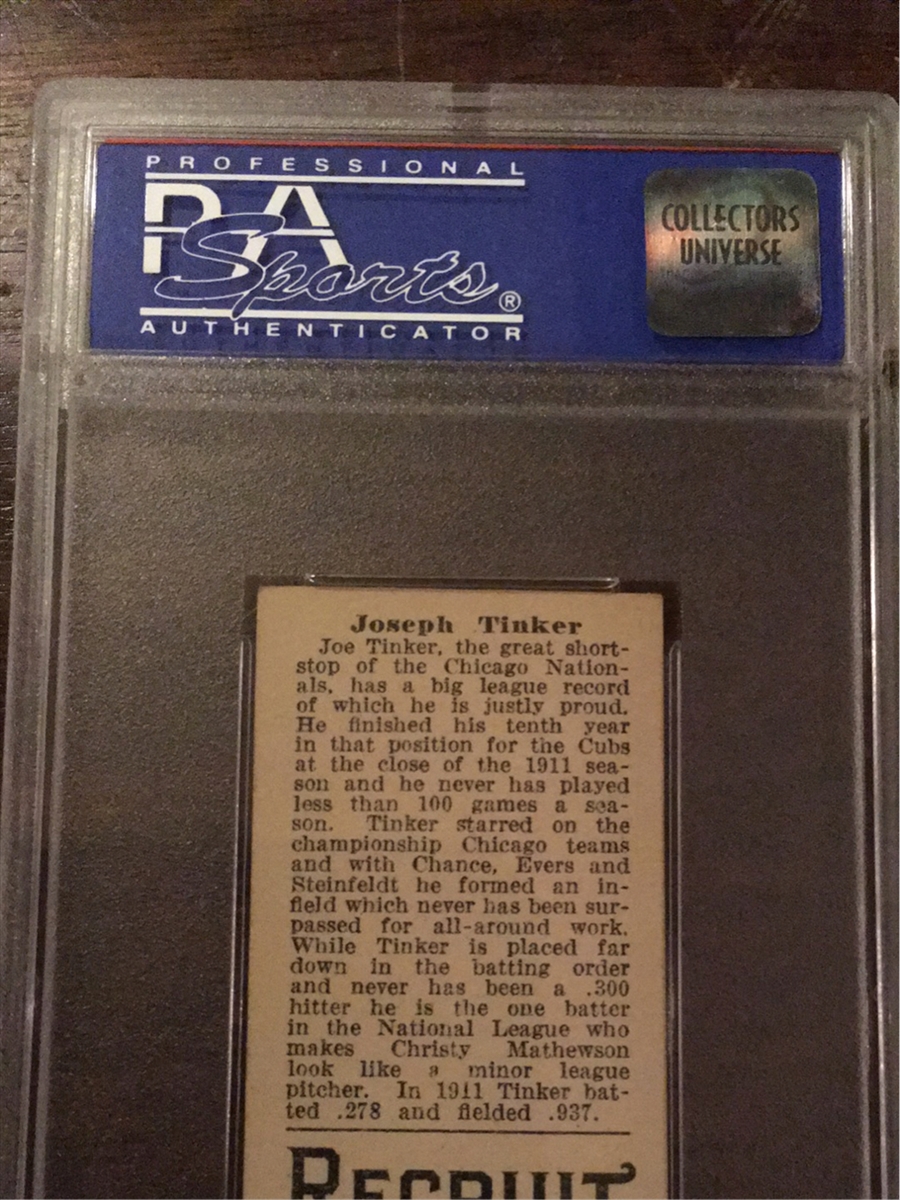 PROFESSIONAL
PSA
Sports®
AUTHENTICATOR
COLLECTORS
UNIVERSE
Joseph Tinker
Joe Tinker, the great short-
stop of the Chicago Nation-
als, has a big league record
of which he is justly proud.
He finished his tenth year
in that position for the Cubs
at the close of the 1911 sea-
son and he never has played
less than 100 games a sea-
son. Tinker starred on the
championship Chicago teams
and with Chance, Evers and
Steinfeldt he formed an in-
field which never has been sur-
passed for all-around work.
While Tinker is placed far
down in the batting order
and never has been a .300
hitter he is the one batter
in the National League who
makes Christy Mathewson
look like a minor league
pitcher. In 1911 Tinker bat-
ted .278 and fielded .937.
RECRUIT